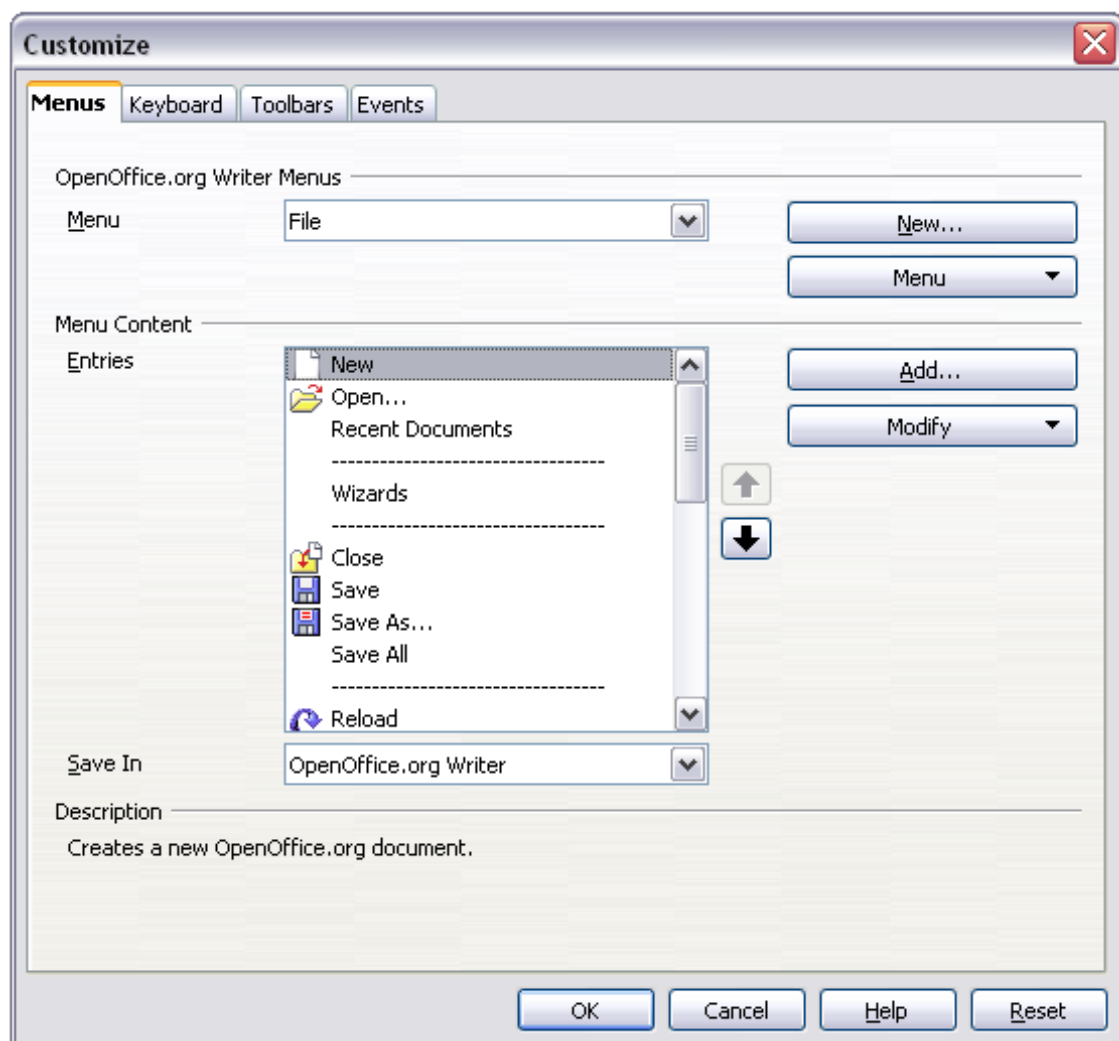 Customize
Menus Keyboard Toolbars Events
OpenOffice.org Writer Menus
Menu File New...
Menu
Menu Content
Entries New Add...
Open...
Recent Documents Modify
----------------------------------
Wizards
----------------------------------
Close
Save
Save As...
Save All
----------------------------------
Reload
Save In OpenOffice.org Writer
Description
Creates a new OpenOffice.org document.
OK Cancel Help Reset